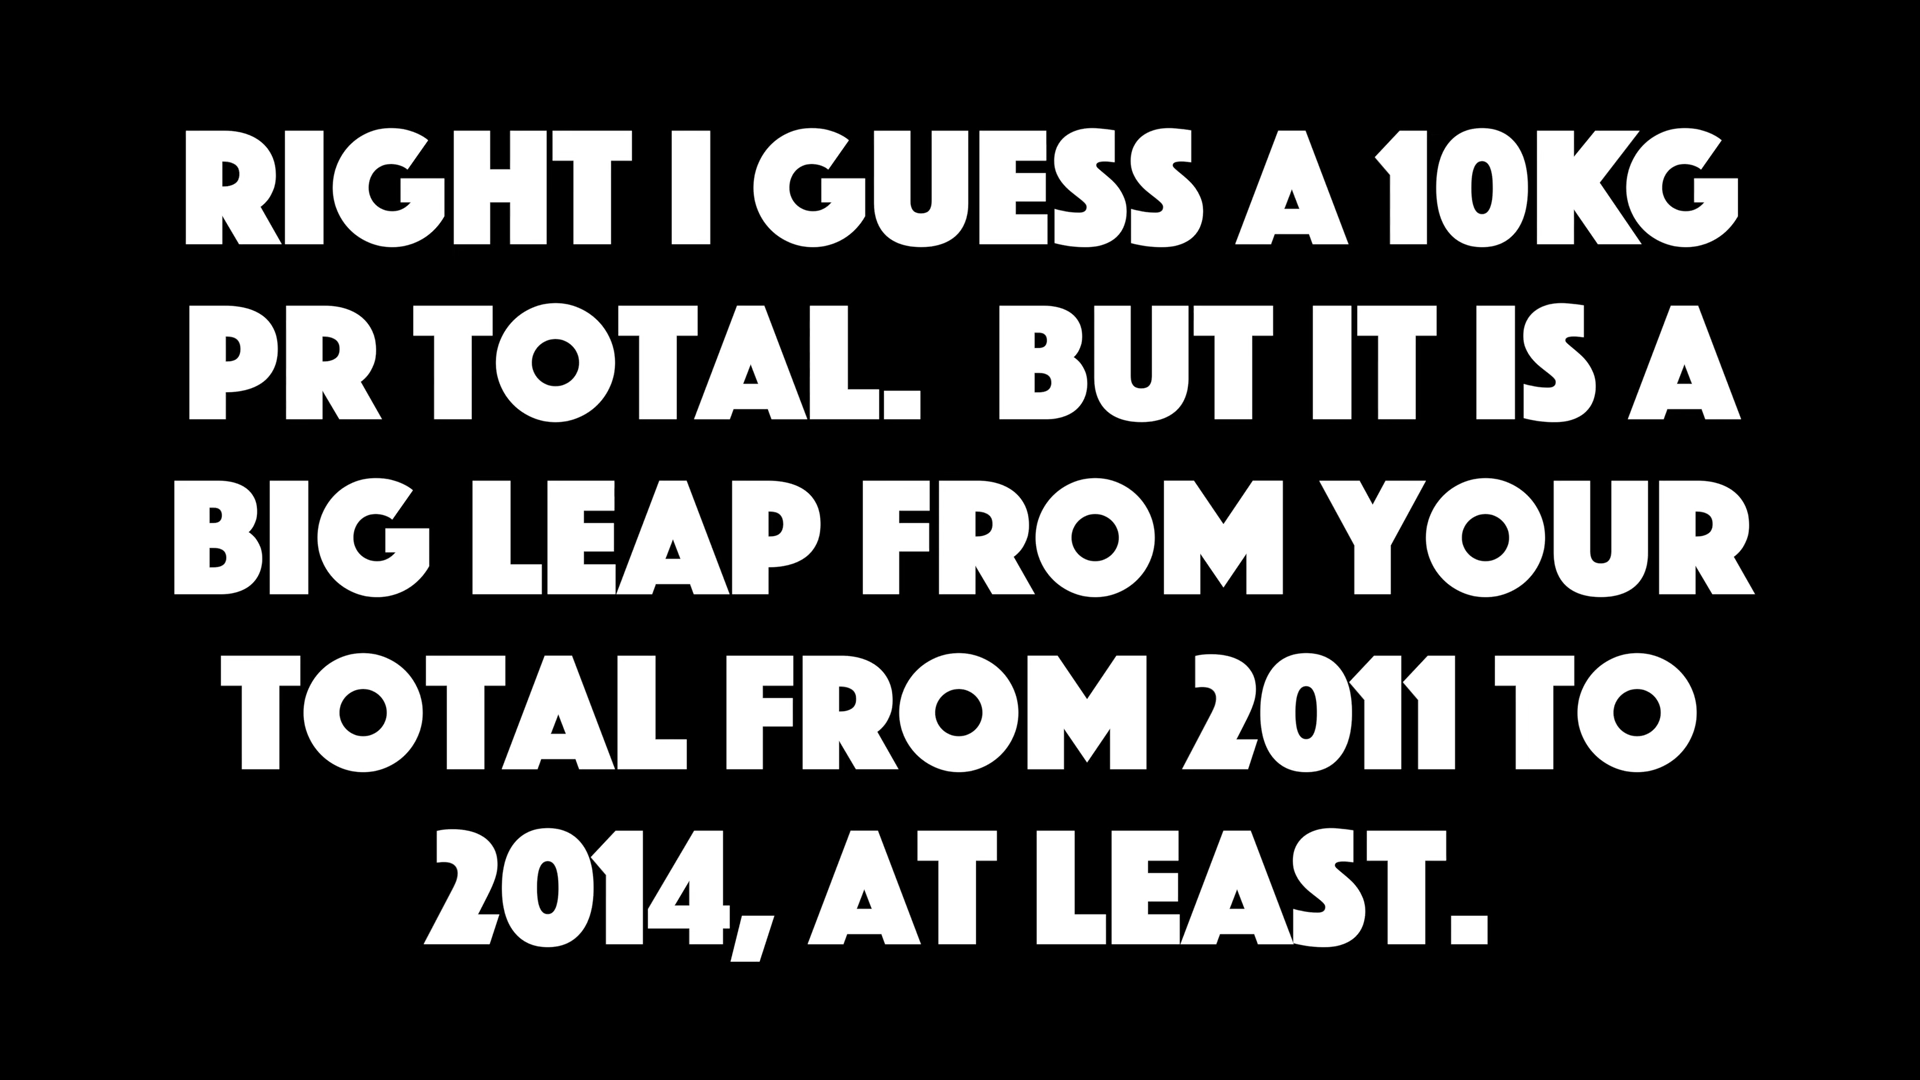 RIGHT I GUESS A 10KG
PR TOTAL.  BUT IT IS A
BIG LEAP FROM YOUR
TOTAL FROM 2011 TO
2014, AT LEAST.